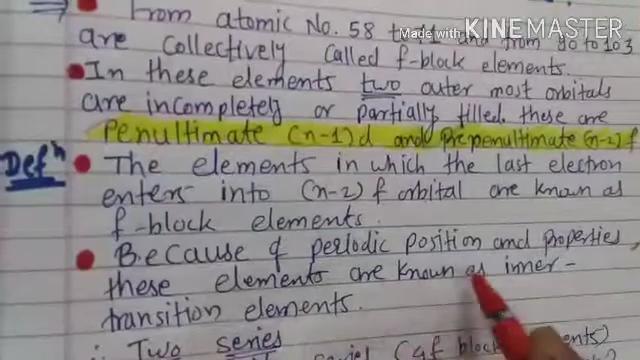 From atomic No. 58 to 71 and from 90 to 103
Made with KINEMASTER
are collectively called f-block elements.
In these elements two outer most orbitals
are incompletely or partially filled. these are
Penultimate (n-1)d and prepenultimate (n-2) f
Defn The elements in which the last electron
enters into (n-2) f orbital are known as
f-block elements.
Because of periodic position and properties,
these elements are known as inner-
transition elements.
Two series
(4f block